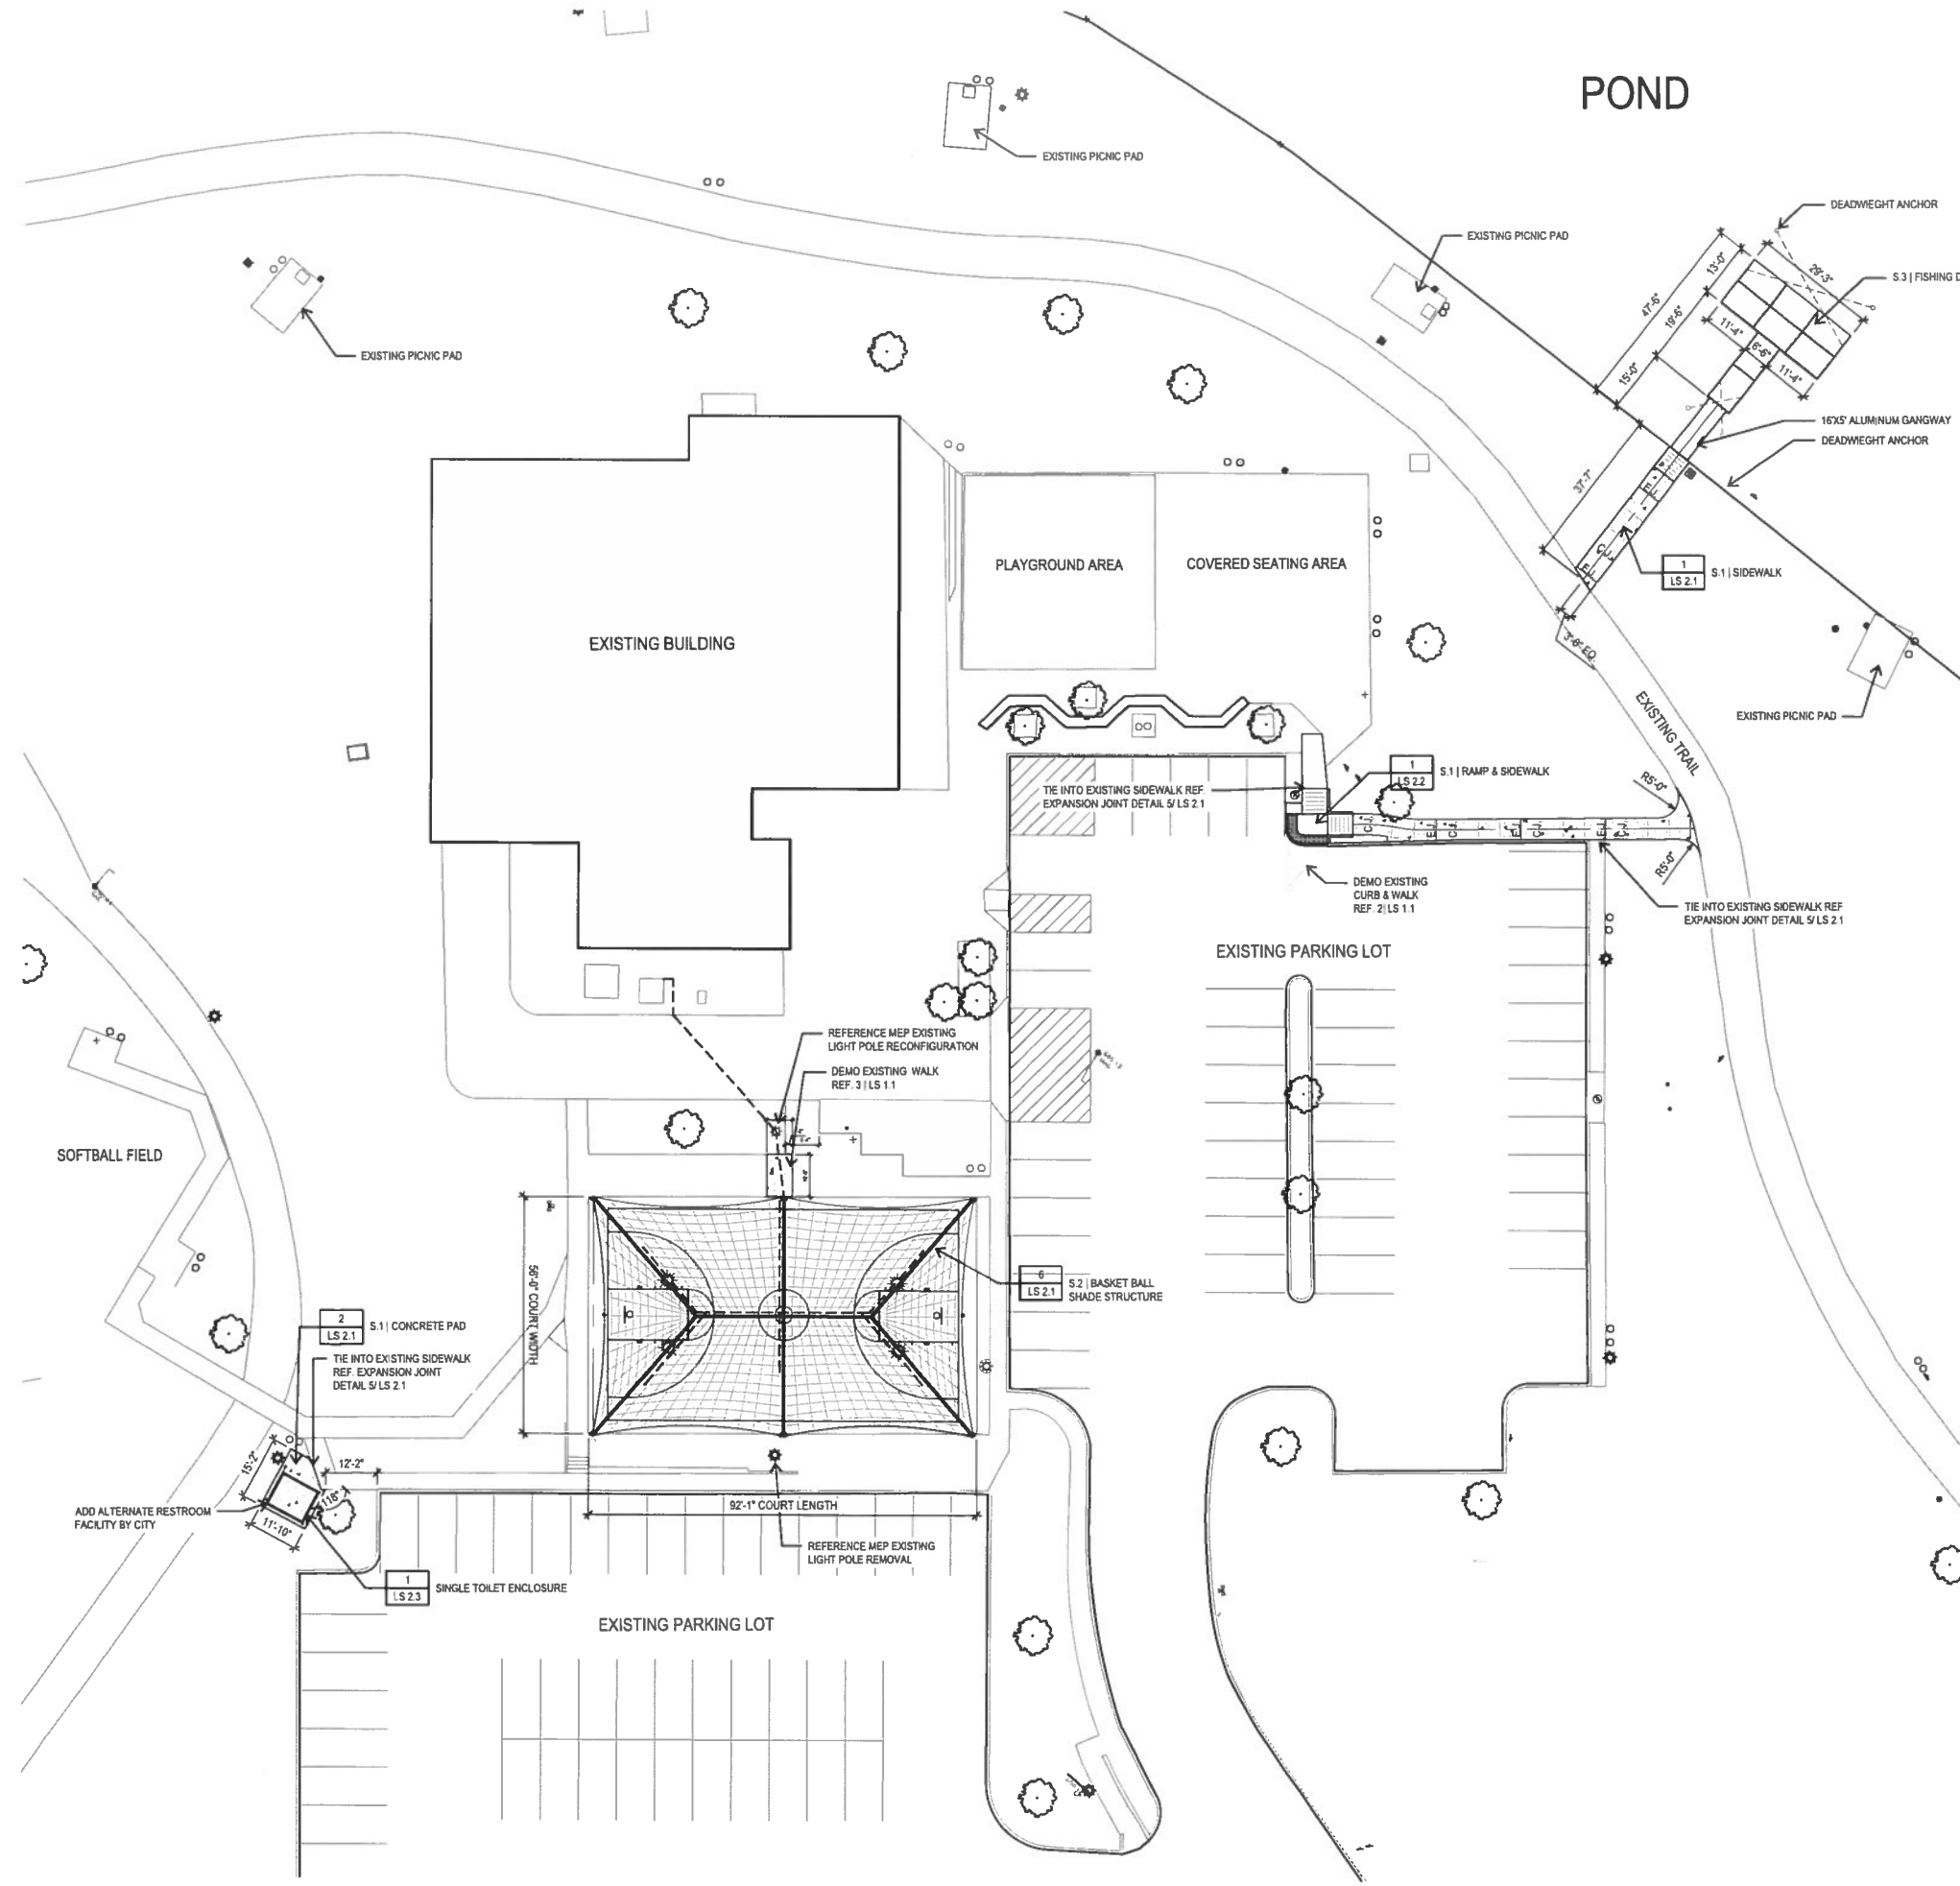 POND
EXISTING PICNIC PAD
DEADWIEGHT ANCHOR
EXISTING PICNIC PAD
S.3 | FISHING D
13'-0"
29'-3"
47'-6"
19'-6"
11'-4"
6'-6"
11'-4"
15'-0"
EXISTING PICNIC PAD
16'X5' ALUMINUM GANGWAY
DEADWIEGHT ANCHOR
37'-7"
E.J.
C.J.
E.J.
PLAYGROUND AREA
COVERED SEATING AREA
1
LS 2.1
S.1 | SIDEWALK
EXISTING BUILDING
3'-8" EQ.
EXISTING PICNIC PAD
EXISTING TRAIL
1
LS 2.2
S.1 | RAMP & SIDEWALK
TIE INTO EXISTING SIDEWALK REF.
EXPANSION JOINT DETAIL 5/ LS 2.1
R5'-0"
C.J.
E.J.
C.J.
E.J.
C.J.
E.J.
C.J.
R5'-0"
DEMO EXISTING
CURB & WALK
REF. 2 | LS 1.1
TIE INTO EXISTING SIDEWALK REF
EXPANSION JOINT DETAIL 5/ LS 2.1
EXISTING PARKING LOT
REFERENCE MEP EXISTING
LIGHT POLE RECONFIGURATION
DEMO EXISTING WALK
REF. 3 | LS 1.1
SOFTBALL FIELD
56'-0" COURT WIDTH
6
LS 2.1
S.2 | BASKET BALL
SHADE STRUCTURE
2
LS 2.1
S.1 | CONCRETE PAD
TIE INTO EXISTING SIDEWALK
REF. EXPANSION JOINT
DETAIL 5/ LS 2.1
15'-2"
12'-2"
118°
11'-10"
ADD ALTERNATE RESTROOM
FACILITY BY CITY
92'-1" COURT LENGTH
REFERENCE MEP EXISTING
LIGHT POLE REMOVAL
1
LS 2.3
SINGLE TOILET ENCLOSURE
EXISTING PARKING LOT